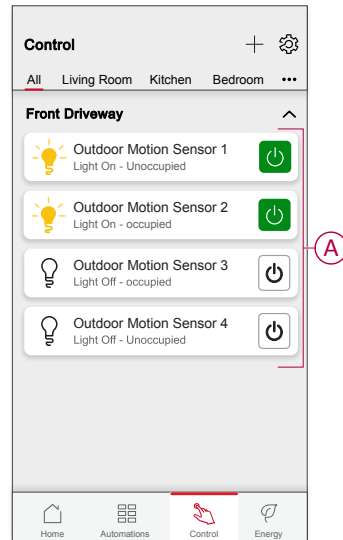 Control
All Living Room Kitchen Bedroom •••
Front Driveway
Outdoor Motion Sensor 1
Light On - Unoccupied
Outdoor Motion Sensor 2
Light On - occupied
A
Outdoor Motion Sensor 3
Light Off - occupied
Outdoor Motion Sensor 4
Light Off - Unoccupied
Home Automations Control Energy